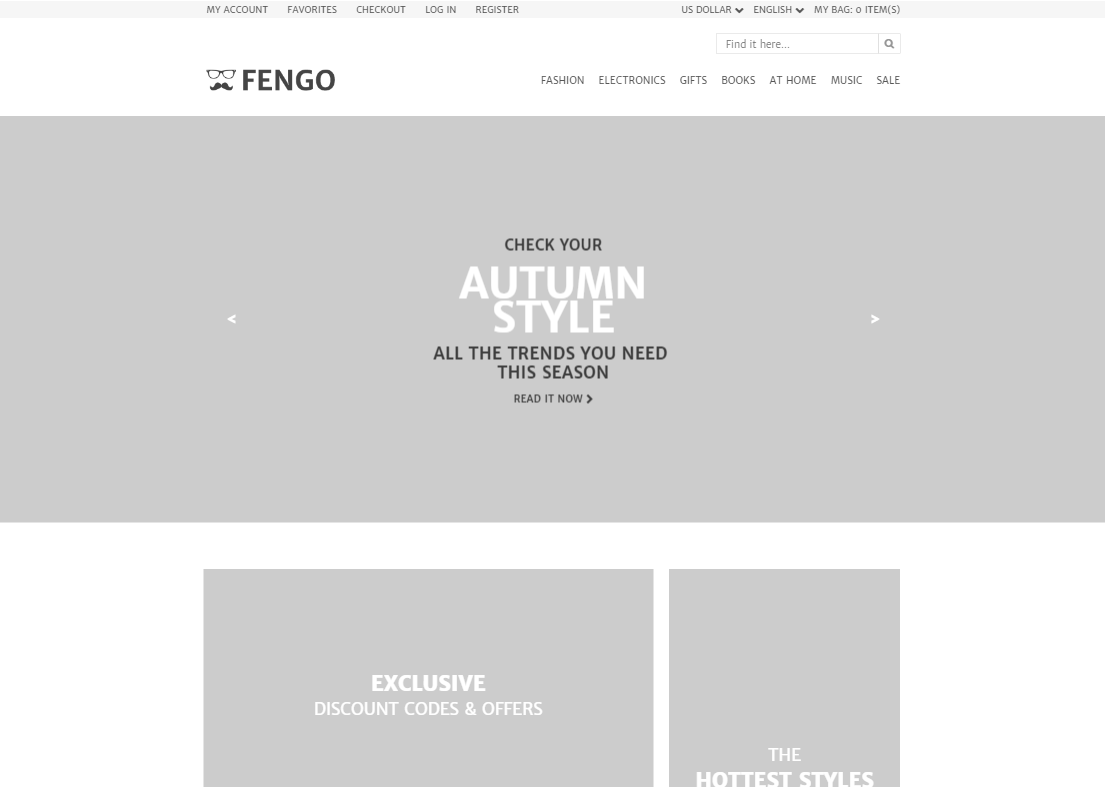 MY ACCOUNT FAVORITES CHECKOUT LOG IN REGISTER US DOLLAR ENGLISH MY BAG: 0 ITEM(S)
Find it here...
FENGO
FASHION ELECTRONICS GIFTS BOOKS AT HOME MUSIC SALE
CHECK YOUR
AUTUMN
STYLE
< >
ALL THE TRENDS YOU NEED
THIS SEASON
READ IT NOW
EXCLUSIVE
DISCOUNT CODES & OFFERS
THE
HOTTEST STYLES